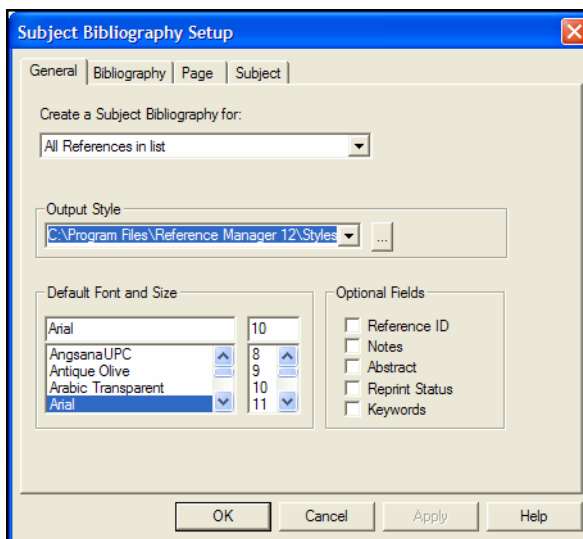 Subject Bibliography Setup
General Bibliography Page Subject
Create a Subject Bibliography for:
All References in list
Output Style
C:\Program Files\Reference Manager 12\Styles
...
Default Font and Size
Arial 10
AngsanaUPC 8
Antique Olive 9
Arabic Transparent 10
Arial 11
Optional Fields
Reference ID
Notes
Abstract
Reprint Status
Keywords
OK Cancel Apply Help